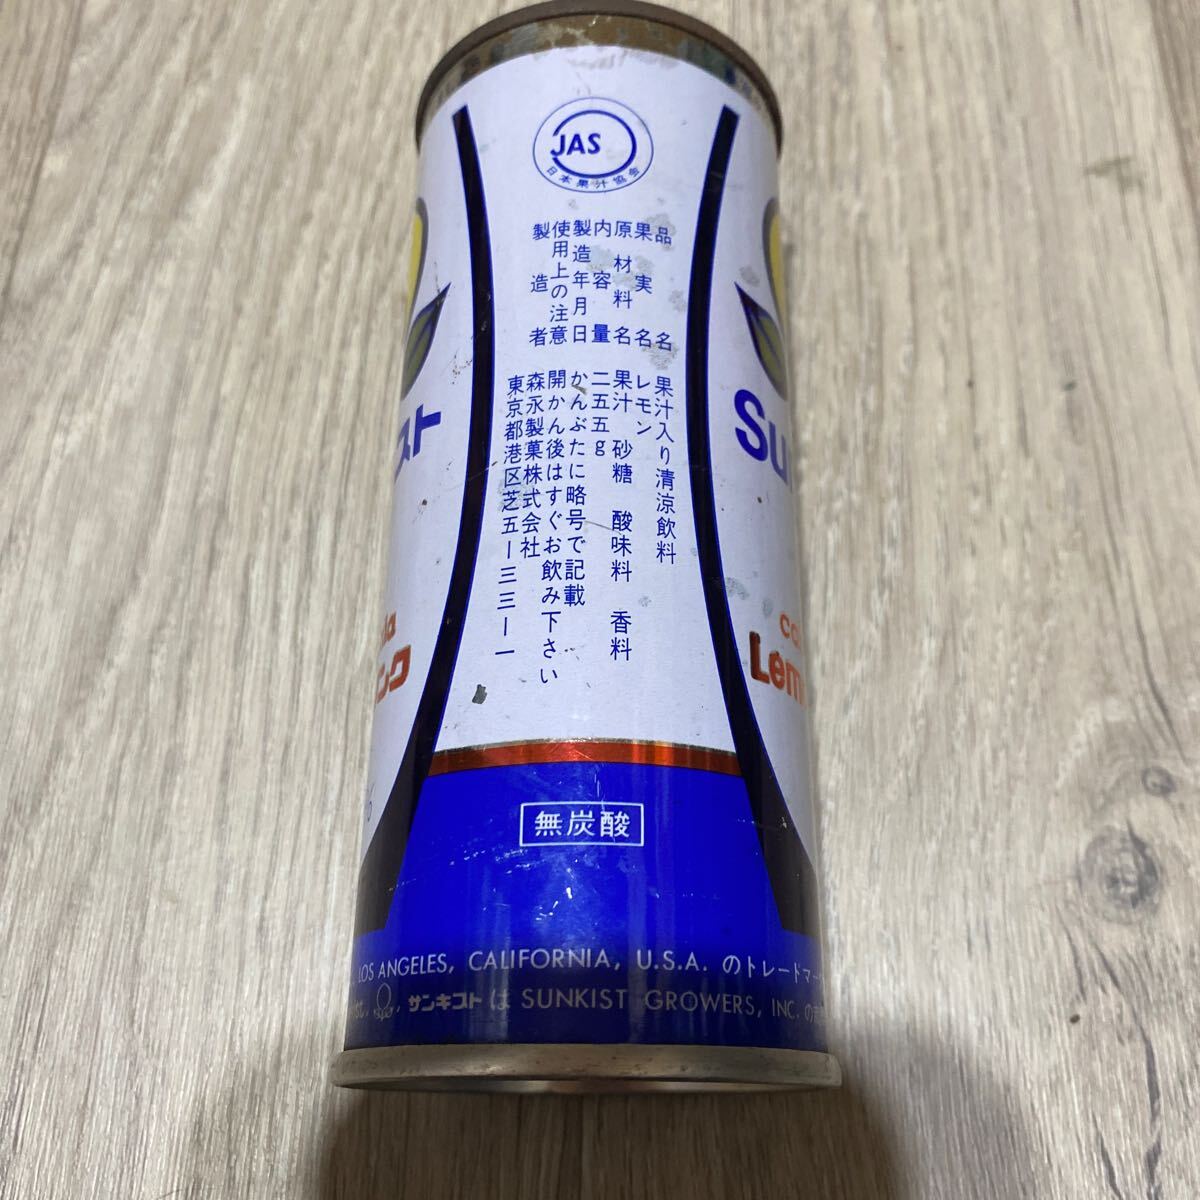 JAS
日本果汁協会
品名 果汁入り清涼飲料
果実名 レモン
原材料名 果汁 砂糖 酸味料 香料
内容量 二五五g
製造年月日 かんぶたに略号で記載
使用上の注意 開かん後はすぐお飲み下さい
製造者 森永製菓株式会社
東京都港区芝五ー三三ー一
スト
Su
ンク
Lem
無炭酸
LOS ANGELES, CALIFORNIA, U.S.A. のトレードマー
サンキスト は SUNKIST GROWERS, INC. の